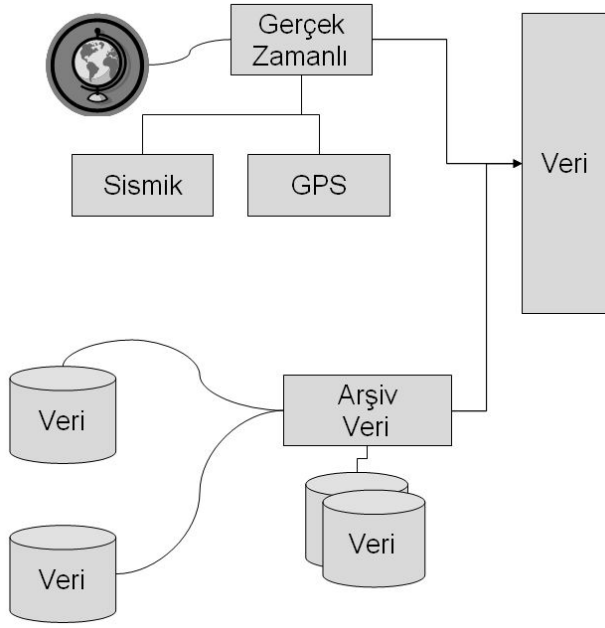 Gerçek
Zamanlı
Sismik
GPS
Veri
Veri
Arşiv
Veri
Veri
Veri